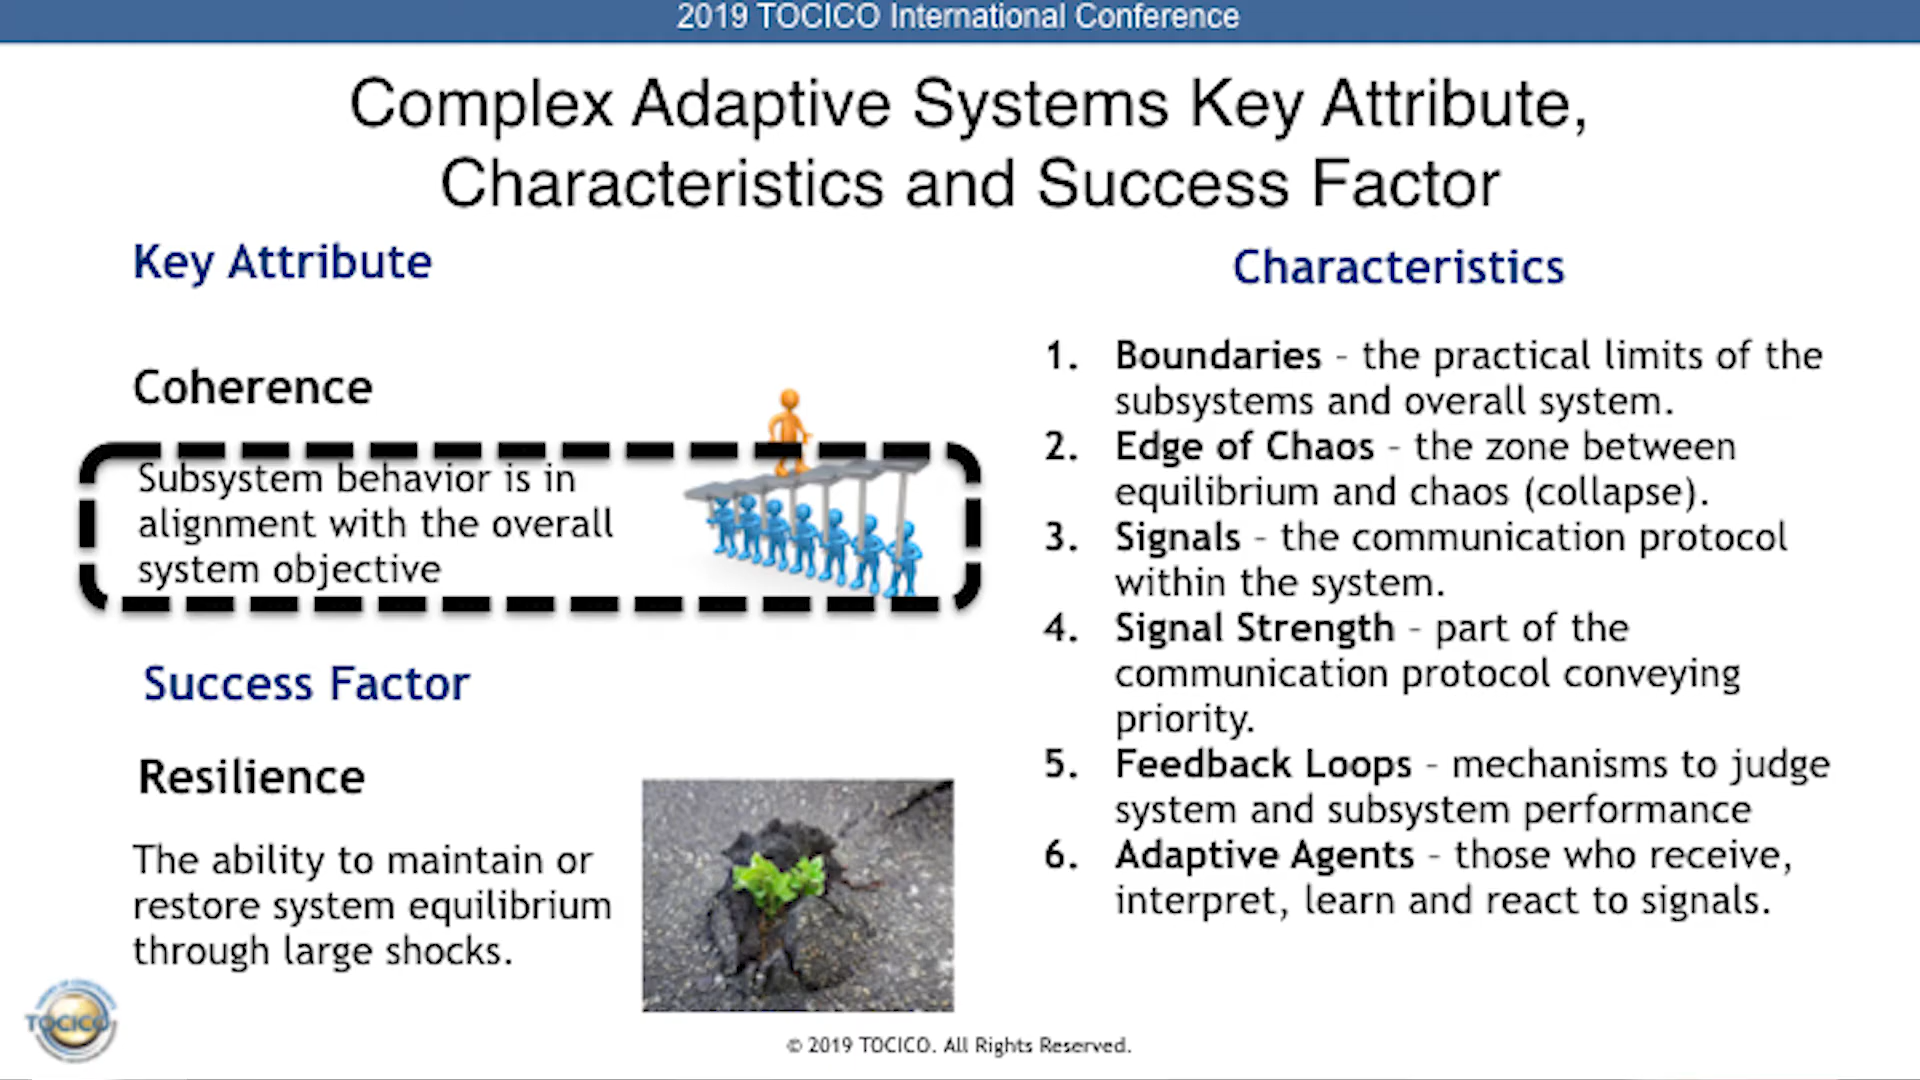 2019 TOCICO International Conference
Complex Adaptive Systems Key Attribute,
Characteristics and Success Factor
Key Attribute
Coherence
Subsystem behavior is in
alignment with the overall
system objective
Success Factor
Resilience
The ability to maintain or
restore system equilibrium
through large shocks.
Characteristics
1. Boundaries - the practical limits of the
subsystems and overall system.
2. Edge of Chaos - the zone between
equilibrium and chaos (collapse).
3. Signals - the communication protocol
within the system.
4. Signal Strength - part of the
communication protocol conveying
priority.
5. Feedback Loops - mechanisms to judge
system and subsystem performance
6. Adaptive Agents - those who receive,
interpret, learn and react to signals.
TOCICO
© 2019 TOCICO. All Rights Reserved.